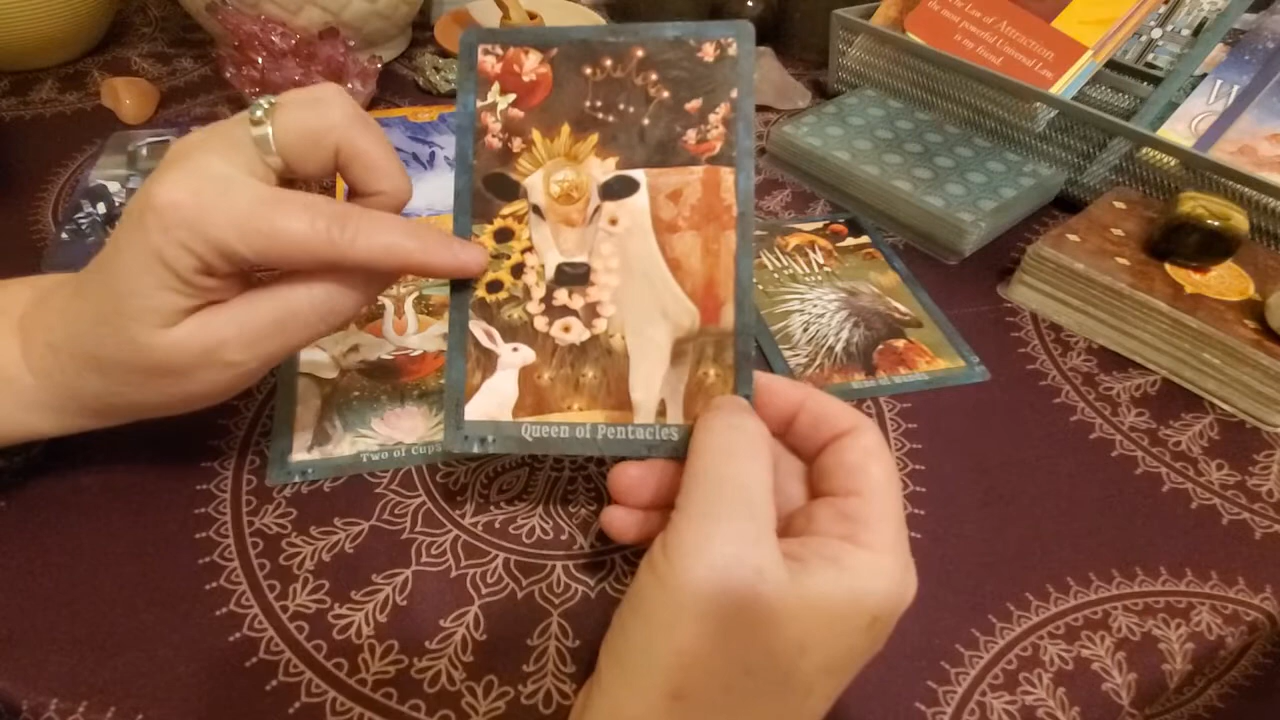 The Law of Attraction,
the most powerful Universal Law,
is my friend.
Queen of Pentacles
Two of Cups